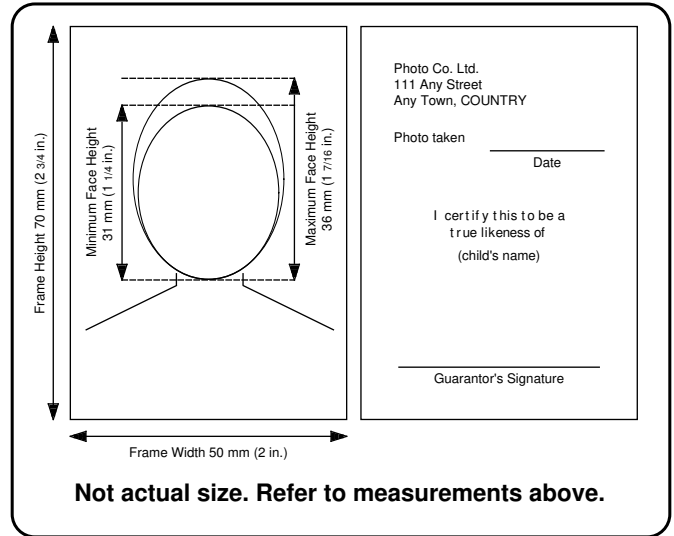 Frame Height 70 mm (2 3/4 in.)
Minimum Face Height
31 mm (1 1/4 in.)
Maximum Face Height
36 mm (1 7/16 in.)
Frame Width 50 mm (2 in.)
Photo Co. Ltd.
111 Any Street
Any Town, COUNTRY
Photo taken
Date
I certify this to be a
true likeness of
(child's name)
Guarantor's Signature
Not actual size. Refer to measurements above.